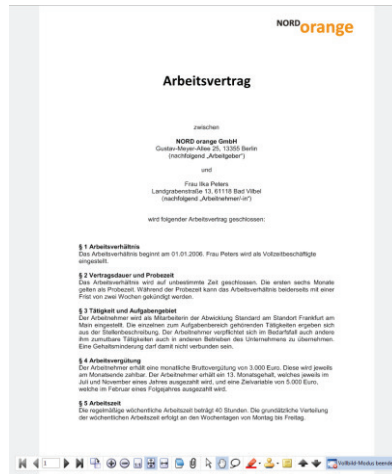 NORDorange
Arbeitsvertrag
zwischen
NORD orange GmbH
Gustav-Meyer-Allee 25, 13355 Berlin
(nachfolgend „Arbeitgeber")
und
Frau Ilka Peters
Landgrabenstraße 13, 61118 Bad Vilbel
(nachfolgend „Arbeitnehmer/-in")
wird folgender Arbeitsvertrag geschlossen:
§ 1 Arbeitsverhältnis
Das Arbeitsverhältnis beginnt am 01.01.2006. Frau Peters wird als Vollzeitbeschäftigte
eingestellt.
§ 2 Vertragsdauer und Probezeit
Das Arbeitsverhältnis wird auf unbestimmte Zeit geschlossen. Die ersten sechs Monate
gelten als Probezeit. Während der Probezeit kann das Arbeitsverhältnis beiderseits mit einer
Frist von zwei Wochen gekündigt werden.
§ 3 Tätigkeit und Aufgabengebiet
Der Arbeitnehmer wird als Mitarbeiterin der Abwicklung Standard am Standort Frankfurt am
Main eingestellt. Die einzelnen zum Aufgabenbereich gehörenden Tätigkeiten ergeben sich
aus der Stellenbeschreibung. Der Arbeitnehmer verpflichtet sich im Bedarfsfall auch andere
ihm zumutbare Tätigkeiten auch in anderen Betrieben des Unternehmens zu übernehmen.
Eine Gehaltsminderung darf damit nicht verbunden sein.
§ 4 Arbeitsvergütung
Der Arbeitnehmer erhält eine monatliche Bruttovergütung von 3.000 Euro. Diese wird jeweils
am Monatsende zahlbar. Der Arbeitnehmer erhält ein 13. Monatsgehalt, welches jeweils im
Juli und November eines Jahres ausgezahlt wird, und eine Zielvariable von 5.000 Euro,
welche im Februar eines Folgejahres ausgezahlt wird.
§ 5 Arbeitszeit
Die regelmäßige wöchentliche Arbeitszeit beträgt 40 Stunden. Die grundsätzliche Verteilung
der wöchentlichen Arbeitszeit erfolgt an den Wochentagen von Montag bis Freitag.
1
Vollbild-Modus